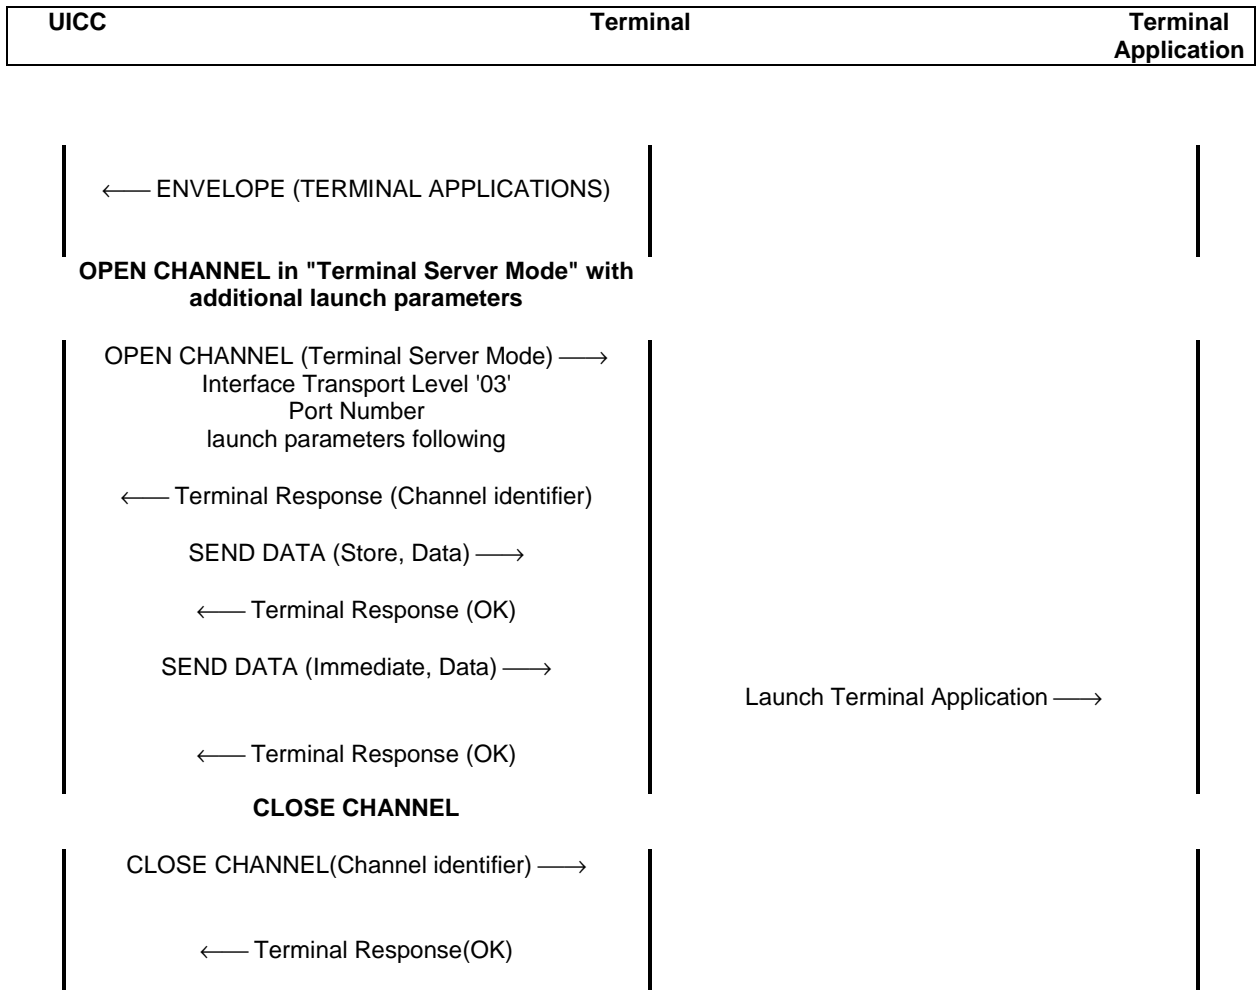 UICC Terminal Terminal
Application
←—— ENVELOPE (TERMINAL APPLICATIONS)
OPEN CHANNEL in "Terminal Server Mode" with
additional launch parameters
OPEN CHANNEL (Terminal Server Mode) ——→
Interface Transport Level '03'
Port Number
launch parameters following
←—— Terminal Response (Channel identifier)
SEND DATA (Store, Data) ——→
←—— Terminal Response (OK)
SEND DATA (Immediate, Data) ——→
Launch Terminal Application ——→
←—— Terminal Response (OK)
CLOSE CHANNEL
CLOSE CHANNEL(Channel identifier) ——→
←—— Terminal Response(OK)